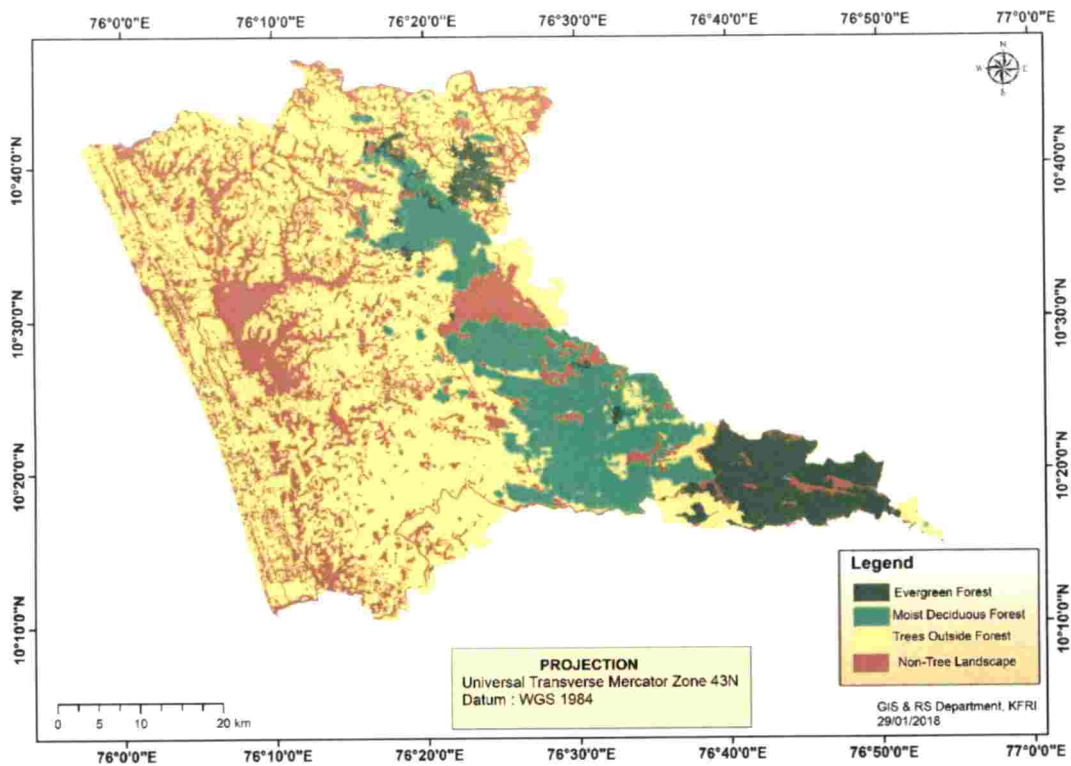 76°0'0"E 76°10'0"E 76°20'0"E 76°30'0"E 76°40'0"E 76°50'0"E 77°0'0"E
N
W E
S
10°40'0"N 10°40'0"N
10°30'0"N 10°30'0"N
10°20'0"N 10°20'0"N
10°10'0"N 10°10'0"N
Legend
Evergreen Forest
Moist Deciduous Forest
Trees Outside Forest
Non-Tree Landscape
PROJECTION
Universal Transverse Mercator Zone 43N
Datum : WGS 1984
GIS & RS Department, KFRI
29/01/2018
0 5 10 20 km
76°0'0"E 76°10'0"E 76°20'0"E 76°30'0"E 76°40'0"E 76°50'0"E 77°0'0"E